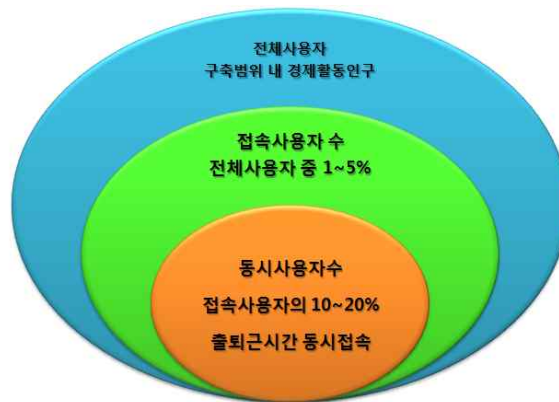 전체사용자
구축범위 내 경제활동인구
접속사용자 수
전체사용자 중 1~5%
동시사용자수
접속사용자의 10~20%
출퇴근시간 동시접속